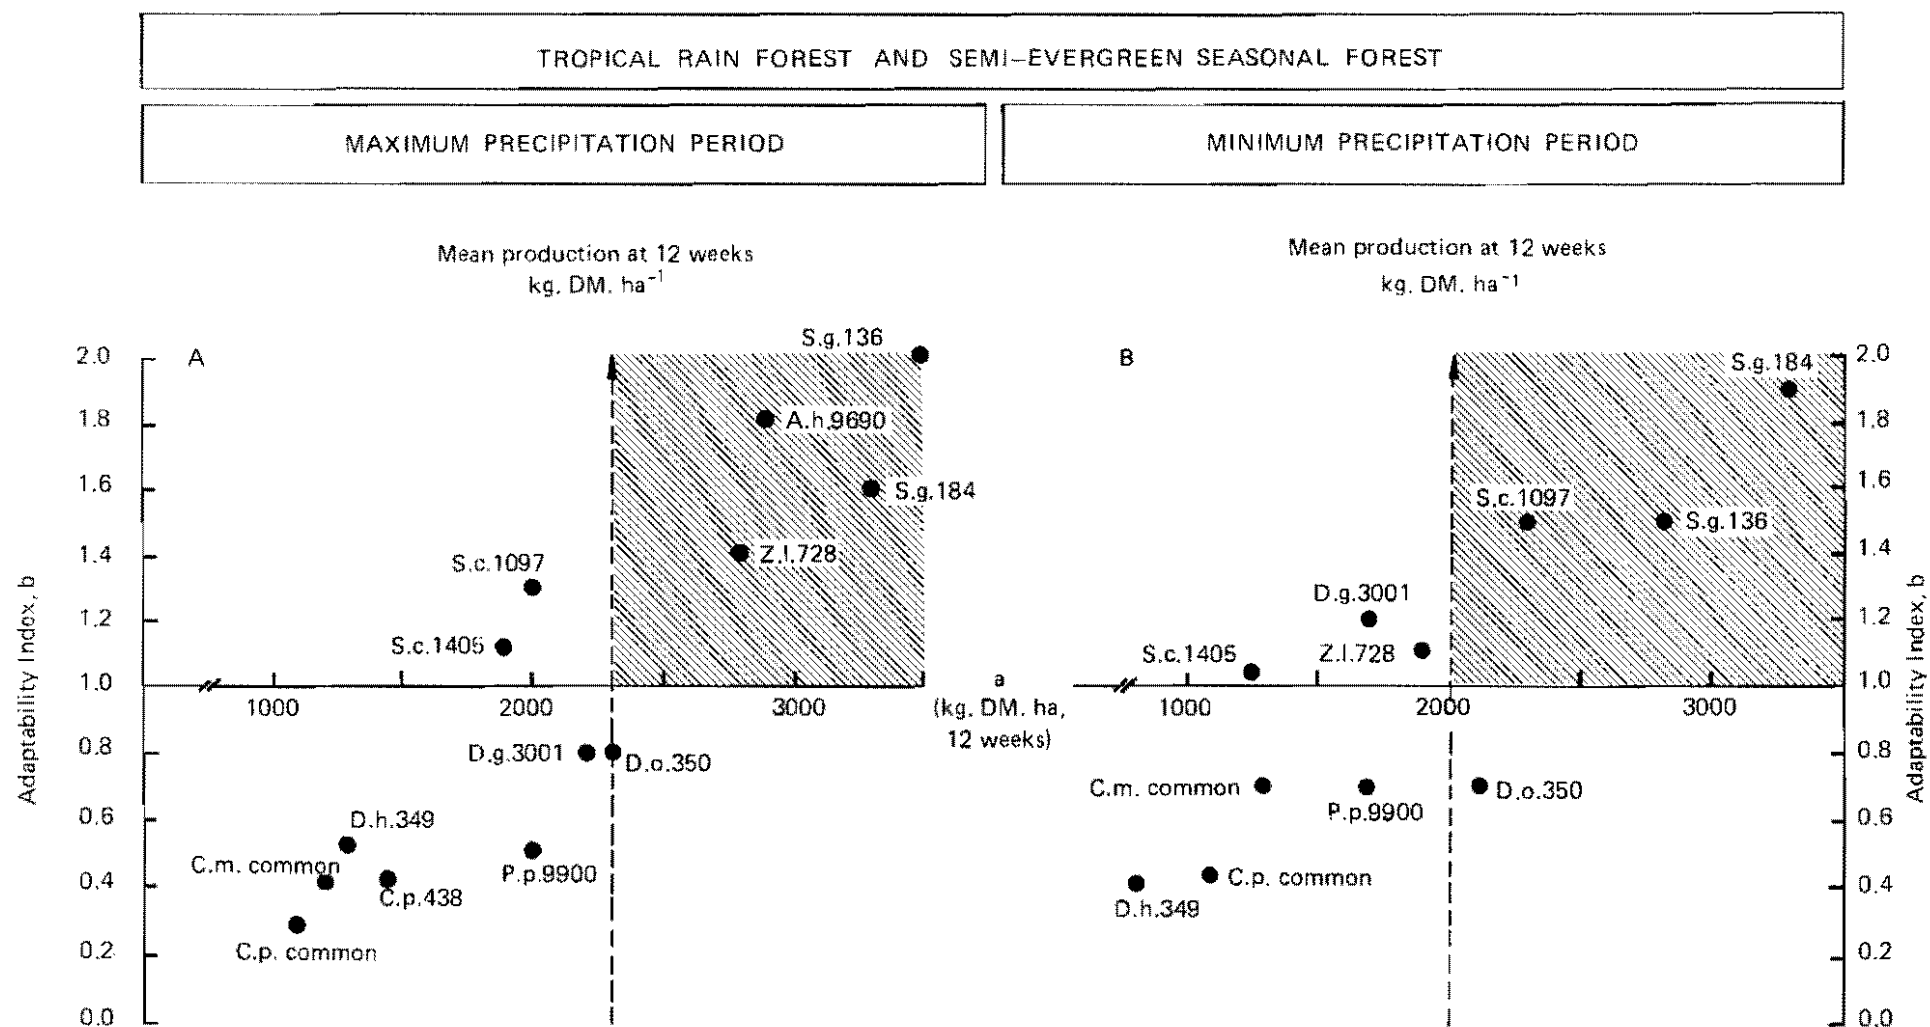 TROPICAL RAIN FOREST AND SEMI-EVERGREEN SEASONAL FOREST
MAXIMUM PRECIPITATION PERIOD
MINIMUM PRECIPITATION PERIOD
Mean production at 12 weeks
kg. DM. ha⁻¹
Mean production at 12 weeks
kg. DM. ha⁻¹
A
S.g.136
A.h.9690
S.g.184
Z.l.728
S.c.1097
S.c.1405
D.g.3001
D.o.350
D.h.349
C.m. common
C.p.438
P.p.9900
C.p. common
2.0
1.8
1.6
1.4
1.2
1.0
0.8
0.6
0.4
0.2
0.0
Adaptability Index, b
1000
2000
3000
a
(kg. DM. ha,
12 weeks)
B
S.g.184
S.c.1097
S.g.136
D.g.3001
Z.l.728
S.c.1405
C.m. common
P.p.9900
D.o.350
C.p. common
D.h.349
1000
2000
3000
2.0
1.8
1.6
1.4
1.2
1.0
0.8
0.6
0.4
0.2
0.0
Adaptability Index, b